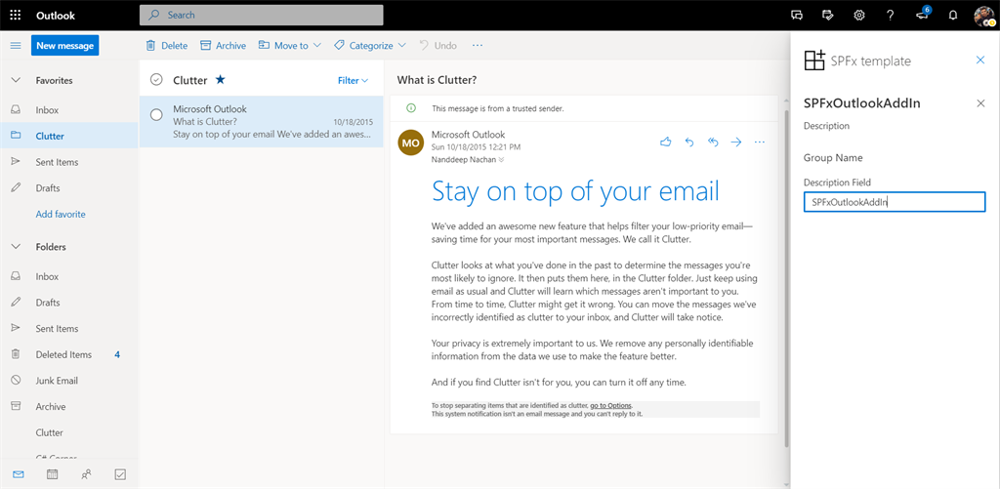 Outlook
Search
6
New message
Delete
Archive
Move to
Categorize
Undo
Favorites
Inbox
Clutter
Sent Items
Drafts
Add favorite
Folders
Inbox
Drafts
Sent Items
Deleted Items 4
Junk Email
Archive
Clutter
C# Corner
Clutter
Filter
Microsoft Outlook
What is Clutter? 10/18/2015
Stay on top of your email We've added an awes...
What is Clutter?
This message is from a trusted sender.
MO
Microsoft Outlook
Sun 10/18/2015 12:21 PM
Nanddeep Nachan
Stay on top of your email
We've added an awesome new feature that helps filter your low-priority email—
saving time for your most important messages. We call it Clutter.
Clutter looks at what you've done in the past to determine the messages you're
most likely to ignore. It then puts them here, in the Clutter folder. Just keep using
email as usual and Clutter will learn which messages aren't important to you.
From time to time, Clutter might get it wrong. You can move the messages we've
incorrectly identified as clutter to your inbox, and Clutter will take notice.
Your privacy is extremely important to us. We remove any personally identifiable
information from the data we use to make the feature better.
And if you find Clutter isn't for you, you can turn it off any time.
To stop separating items that are identified as clutter, go to Options.
This system notification isn't an email message and you can't reply to it.
SPFx template
SPFxOutlookAddIn
Description
Group Name
Description Field
SPFxOutlookAddIn